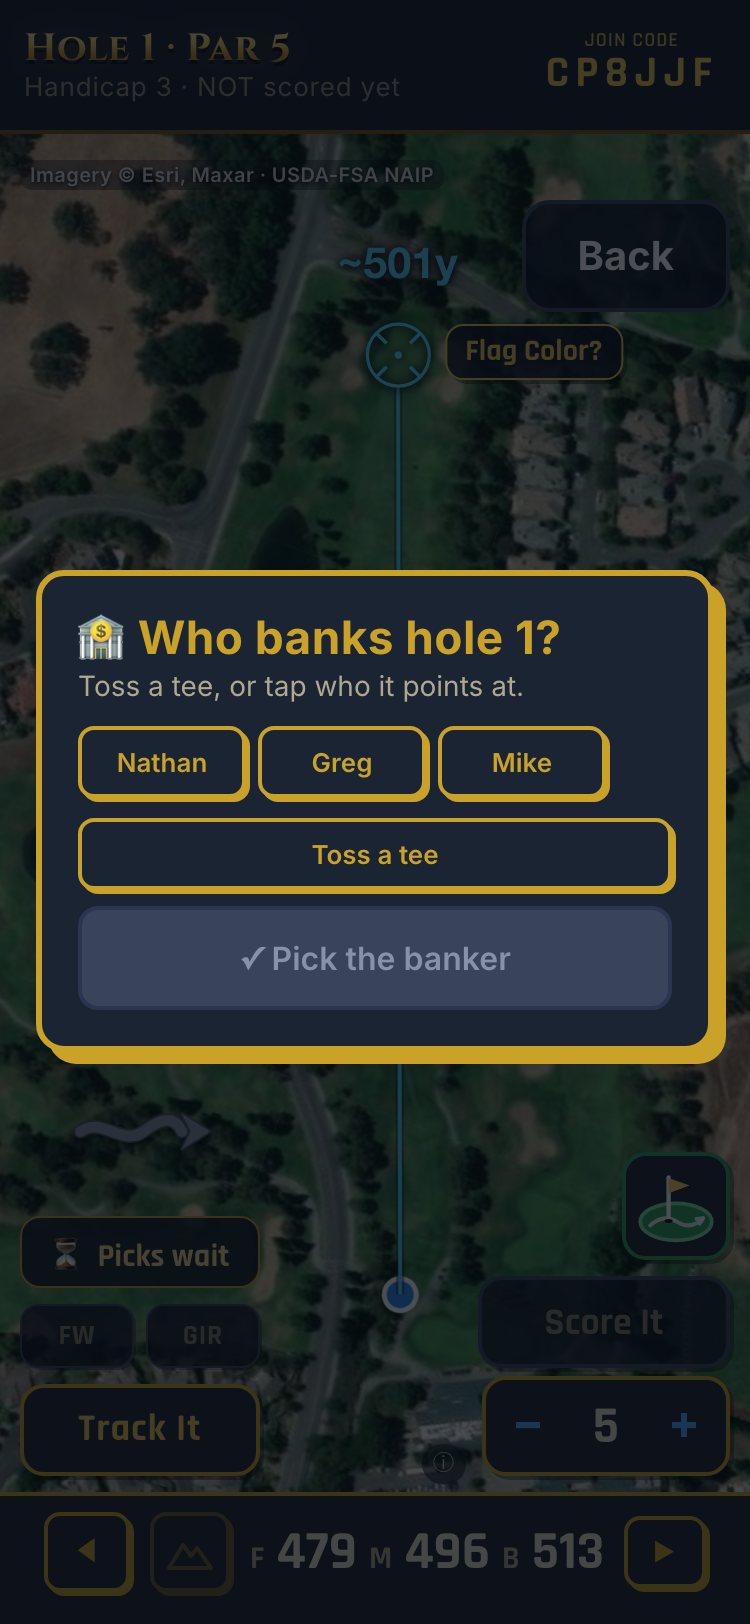 Hole 1 · Par 5
Handicap 3 · NOT scored yet
JOIN CODE
CP8JJF
Imagery © Esri, Maxar · USDA-FSA NAIP
~501y
Back
Flag Color?
Who banks hole 1?
Toss a tee, or tap who it points at.
Nathan Greg Mike
Toss a tee
✓ Pick the banker
Picks wait
FW GIR
Score It
Track It
− 5 +
F 479 M 496 B 513